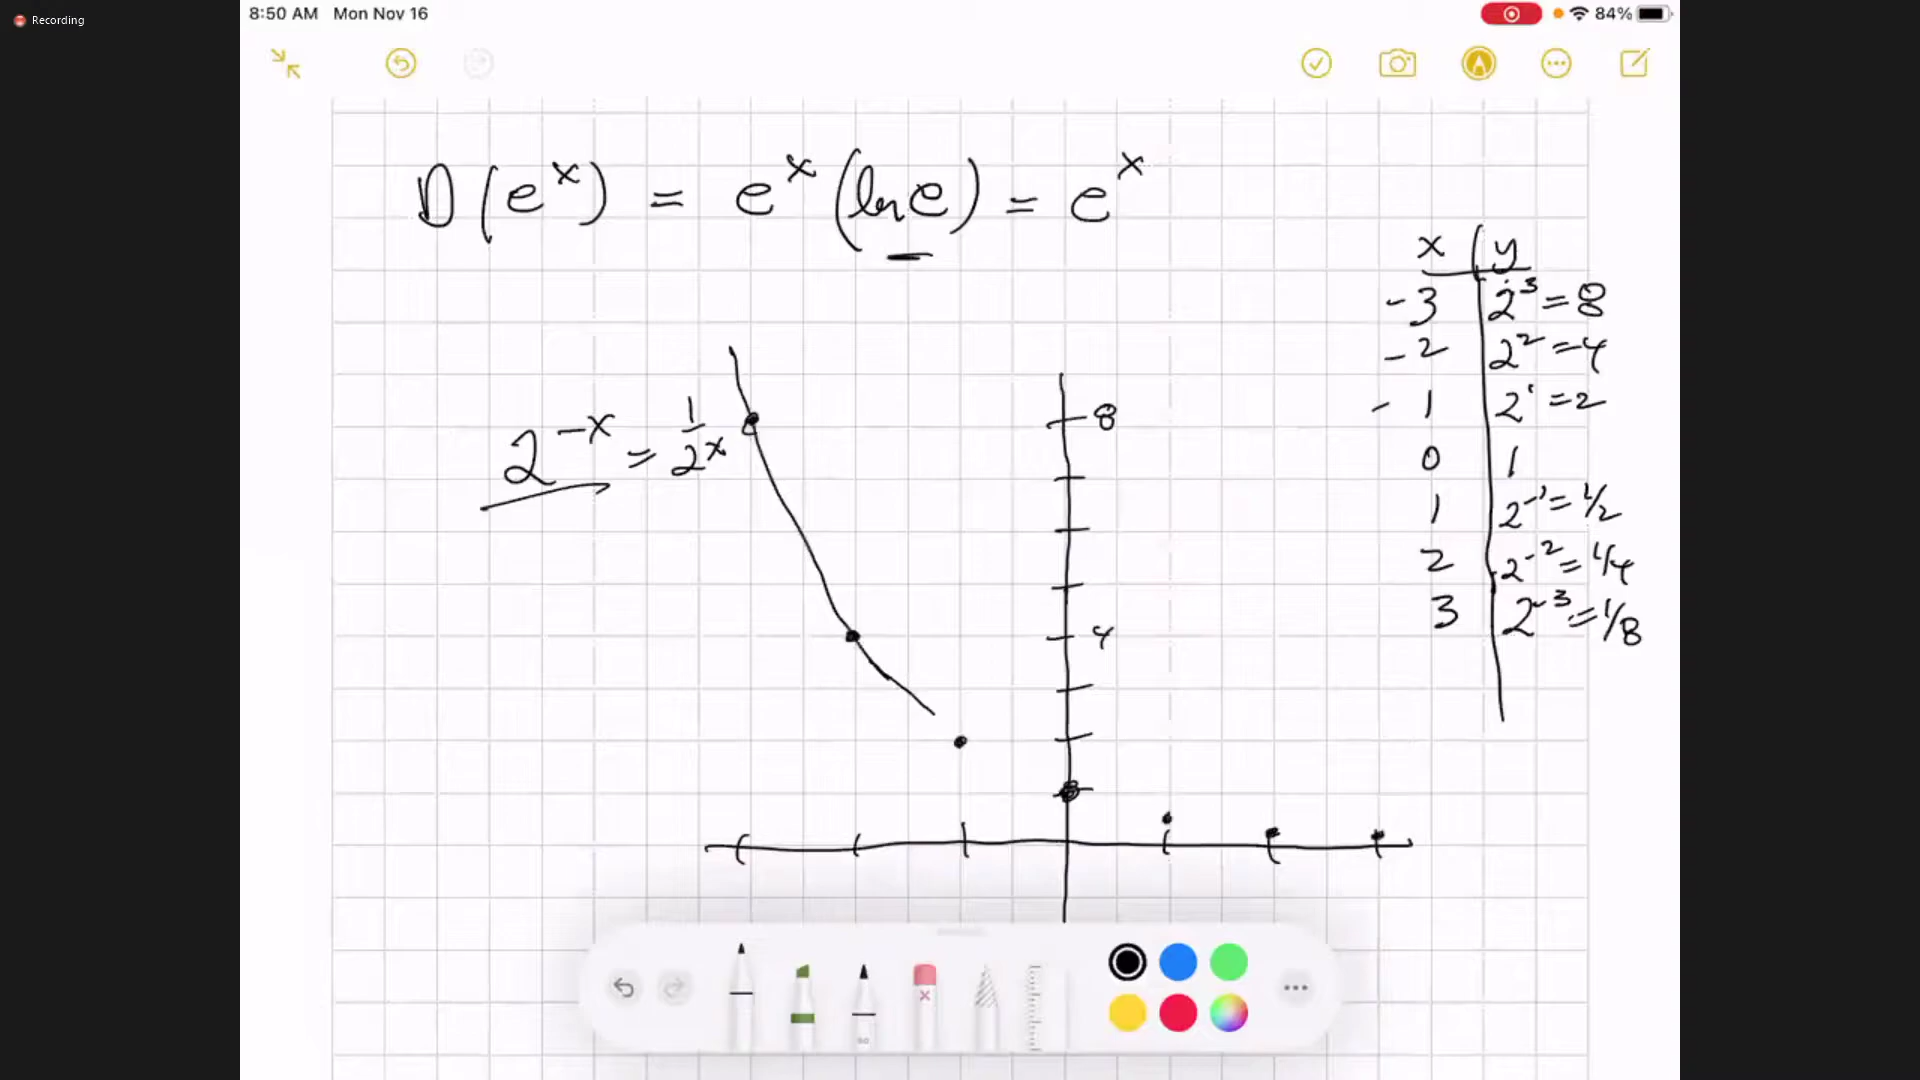 Recording
8:50 AM Mon Nov 16
84%
D(e^x) = e^x(ln e) = e^x
x | y
-3 | 2^3 = 8
-2 | 2^2 = 4
-1 | 2^1 = 2
0 | 1
1 | 2^-1 = 1/2
2 | 2^-2 = 1/4
3 | 2^-3 = 1/8
2^-x = 1/2^x
8
4